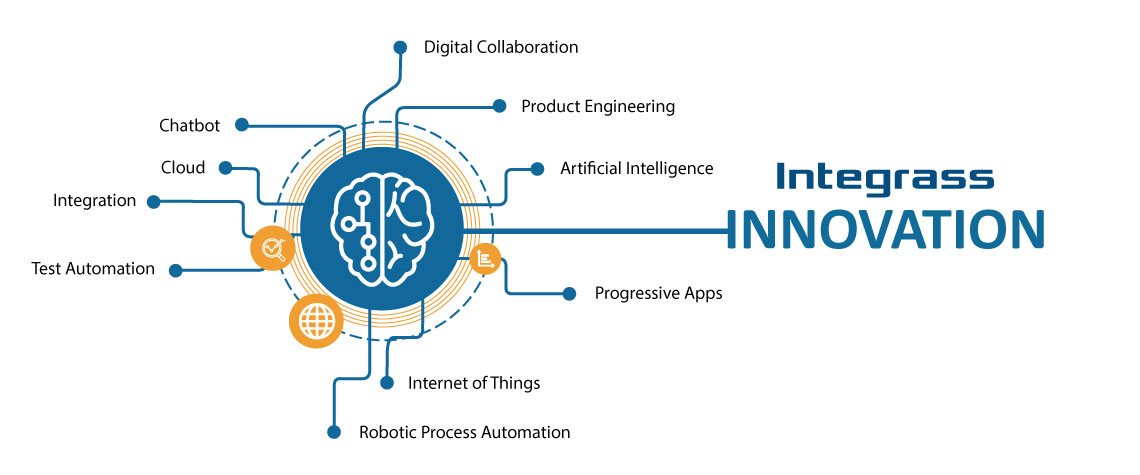 Digital Collaboration
Product Engineering
Chatbot
Cloud
Artificial Intelligence
Integrass
Integration
INNOVATION
Test Automation
Progressive Apps
Internet of Things
Robotic Process Automation